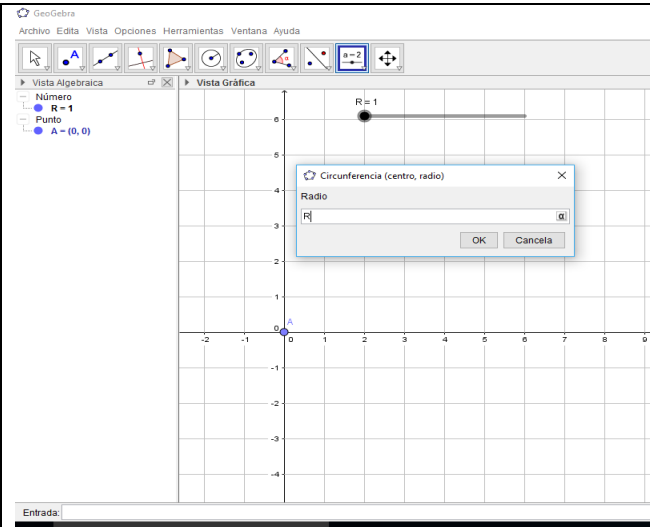 GeoGebra
Archivo Edita Vista Opciones Herramientas Ventana Ayuda
A
α
a=2
Vista Algebraica
Vista Gráfica
Número
R = 1
Punto
A = (0, 0)
R = 1
Circunferencia (centro, radio)
Radio
R
α
OK
Cancela
6
5
4
3
2
1
0
A
-2 -1 0 1 2 3 4 5 6 7 8 9
-1
-2
-3
-4
Entrada: